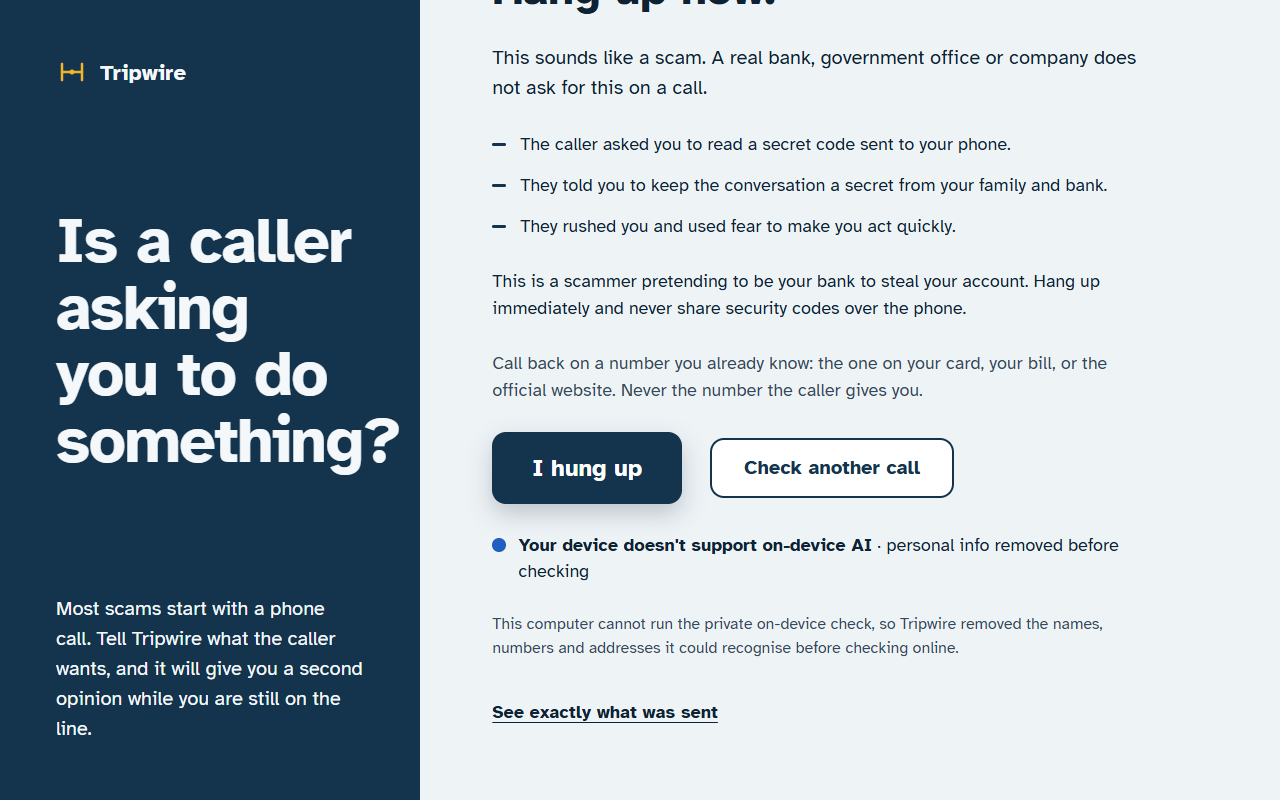 Tripwire
Is a caller
asking
you to do
something?
Most scams start with a phone
call. Tell Tripwire what the caller
wants, and it will give you a second
opinion while you are still on the
line.
Hang up now.
This sounds like a scam. A real bank, government office or company does
not ask for this on a call.
The caller asked you to read a secret code sent to your phone.
They told you to keep the conversation a secret from your family and bank.
They rushed you and used fear to make you act quickly.
This is a scammer pretending to be your bank to steal your account. Hang up
immediately and never share security codes over the phone.
Call back on a number you already know: the one on your card, your bill, or the
official website. Never the number the caller gives you.
I hung up
Check another call
Your device doesn't support on-device AI · personal info removed before
checking
This computer cannot run the private on-device check, so Tripwire removed the names,
numbers and addresses it could recognise before checking online.
See exactly what was sent